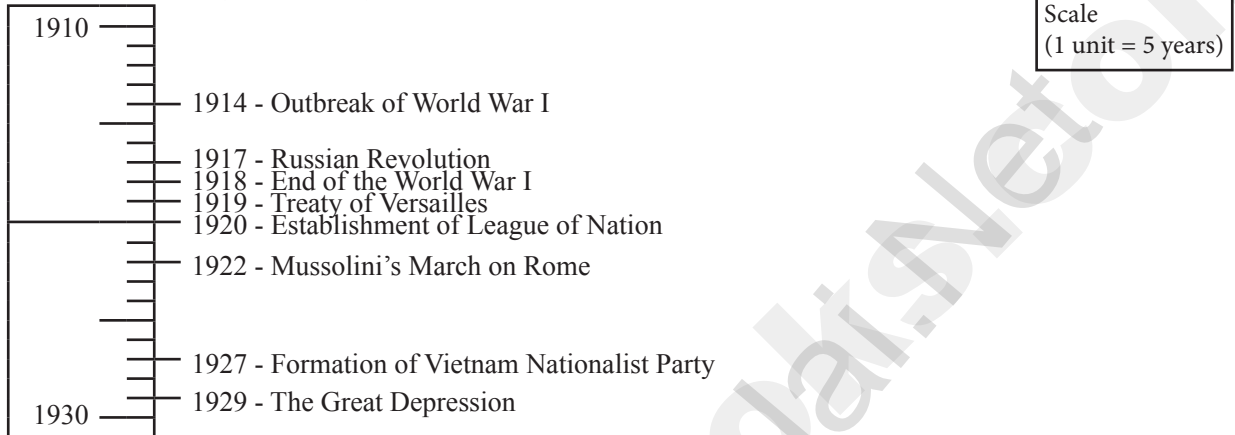 Scale
(1 unit = 5 years)
1910
1914 - Outbreak of World War I
1917 - Russian Revolution
1918 - End of the World War I
1919 - Treaty of Versailles
1920 - Establishment of League of Nation
1922 - Mussolini’s March on Rome
1927 - Formation of Vietnam Nationalist Party
1929 - The Great Depression
1930